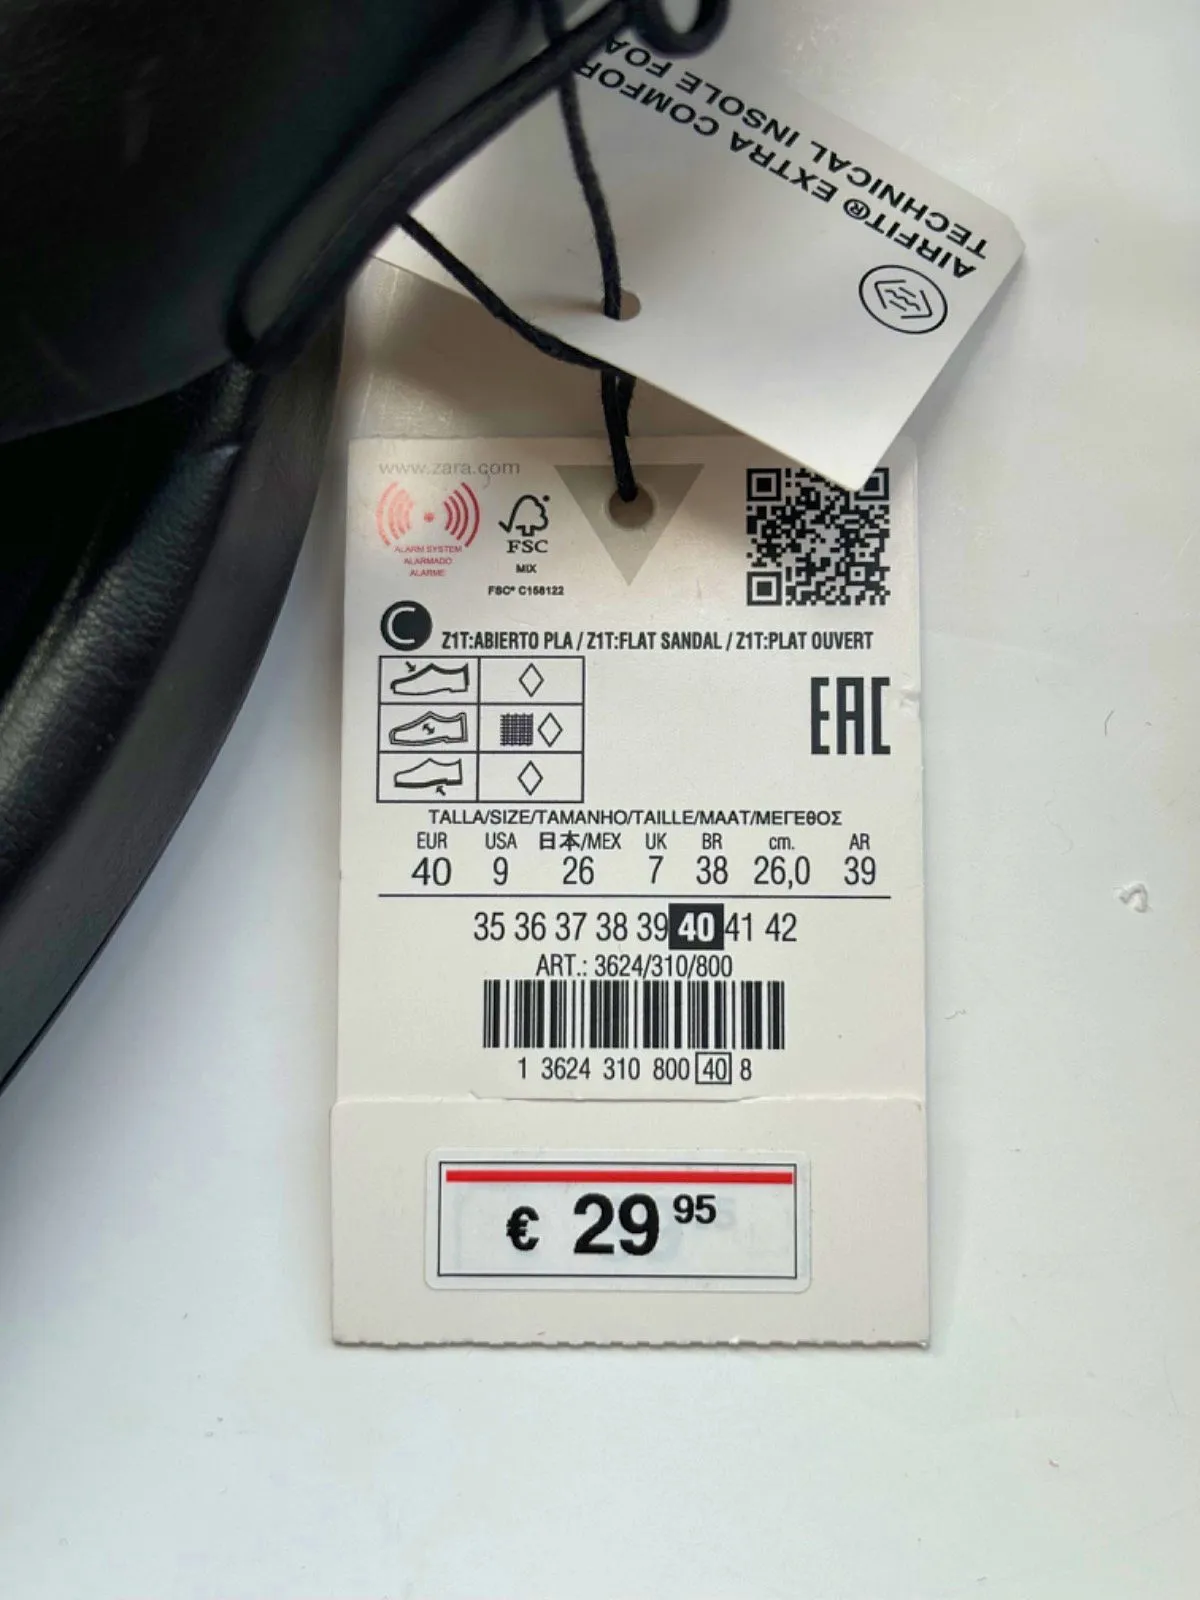 AIRFIT® EXTRA COMFOR
TECHNICAL INSOLE FOA
www.zara.com
ALARM SYSTEM
ALARMADO
ALARME
FSC
MIX
FSC® C156122
C
Z1T:ABIERTO PLA / Z1T:FLAT SANDAL / Z1T:PLAT OUVERT
EAC
TALLA/SIZE/TAMANHO/TAILLE/MAAT/ΜΕΓΕΘΟΣ
EUR USA 日本/MEX UK BR cm. AR
40 9 26 7 38 26,0 39
35 36 37 38 39 40 41 42
ART.: 3624/310/800
1 3624 310 800 40 8
€ 29 95